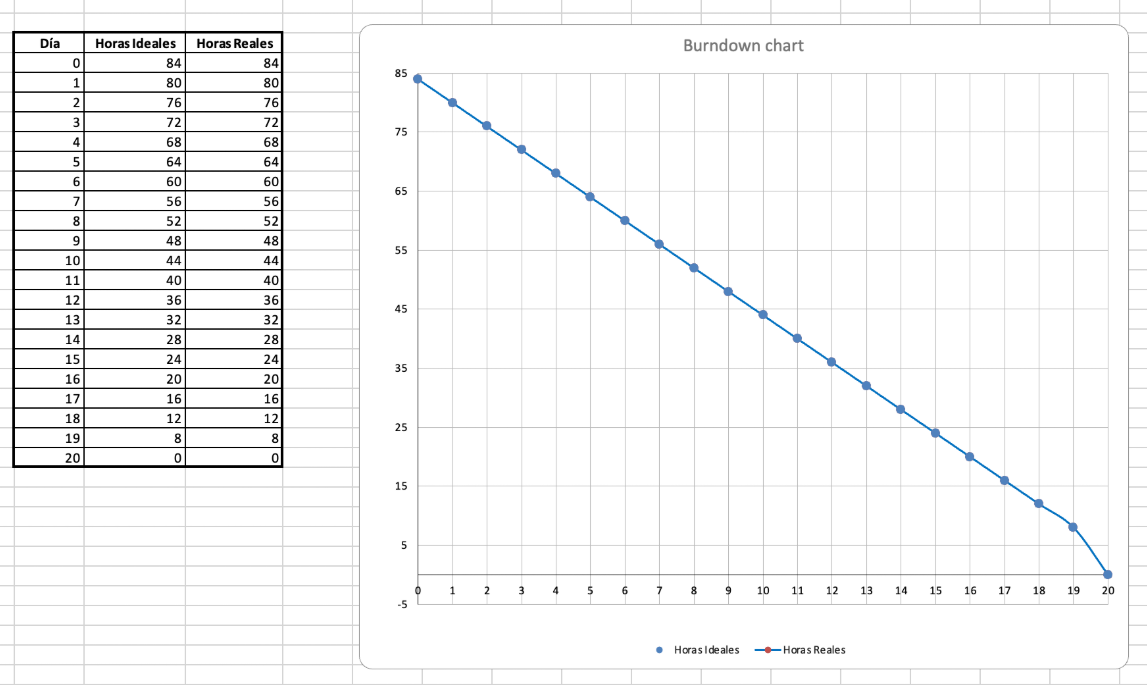 Día Horas Ideales Horas Reales
0 84 84
1 80 80
2 76 76
3 72 72
4 68 68
5 64 64
6 60 60
7 56 56
8 52 52
9 48 48
10 44 44
11 40 40
12 36 36
13 32 32
14 28 28
15 24 24
16 20 20
17 16 16
18 12 12
19 8 8
20 0 0
Burndown chart
85
75
65
55
45
35
25
15
5
-5
0 1 2 3 4 5 6 7 8 9 10 11 12 13 14 15 16 17 18 19 20
Horas Ideales Horas Reales